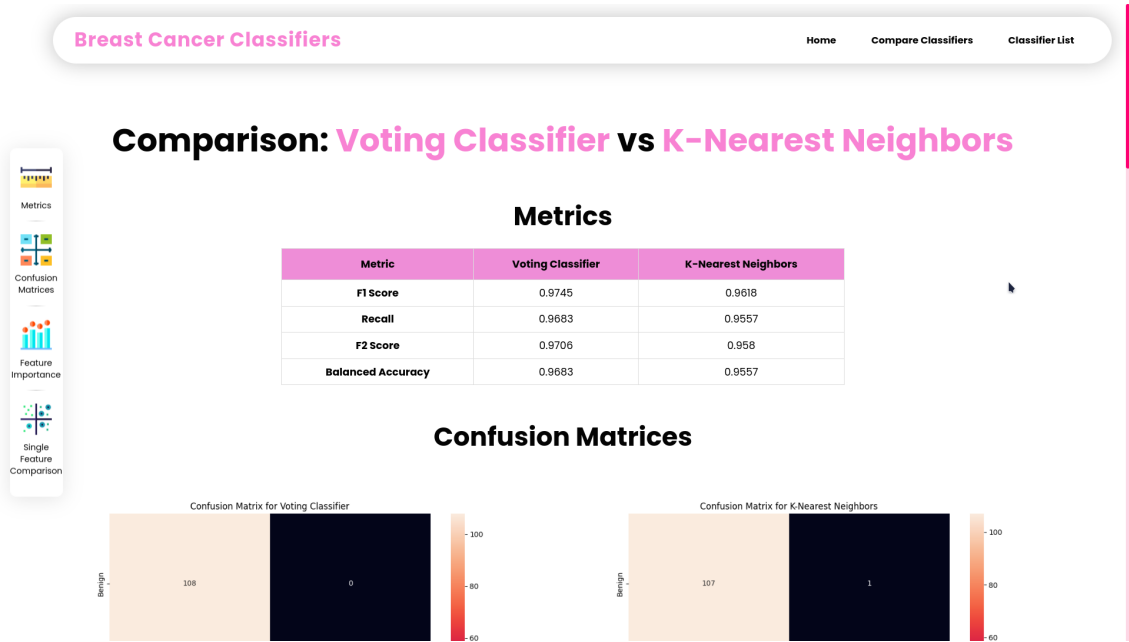 Breast Cancer Classifiers
Home Compare Classifiers Classifier List
Comparison: Voting Classifier vs K-Nearest Neighbors
Metrics
Confusion
Matrices
Feature
Importance
Single
Feature
Comparison
Metrics
Metric Voting Classifier K-Nearest Neighbors
F1 Score 0.9745 0.9618
Recall 0.9683 0.9557
F2 Score 0.9706 0.958
Balanced Accuracy 0.9683 0.9557
Confusion Matrices
Confusion Matrix for Voting Classifier
Benign
108 0
100
80
60
Confusion Matrix for K-Nearest Neighbors
Benign
107 1
100
80
60